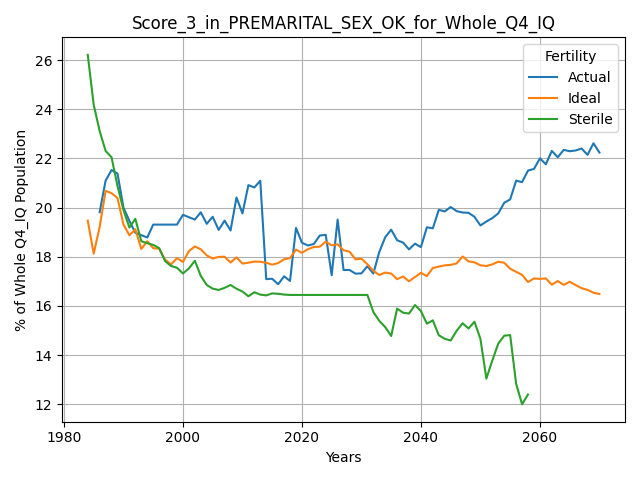 Score_3_in_PREMARITAL_SEX_OK_for_Whole_Q4_IQ
Fertility
Actual
Ideal
Sterile
% of Whole Q4_IQ Population
26
24
22
20
18
16
14
12
1980
2000
2020
2040
2060
Years